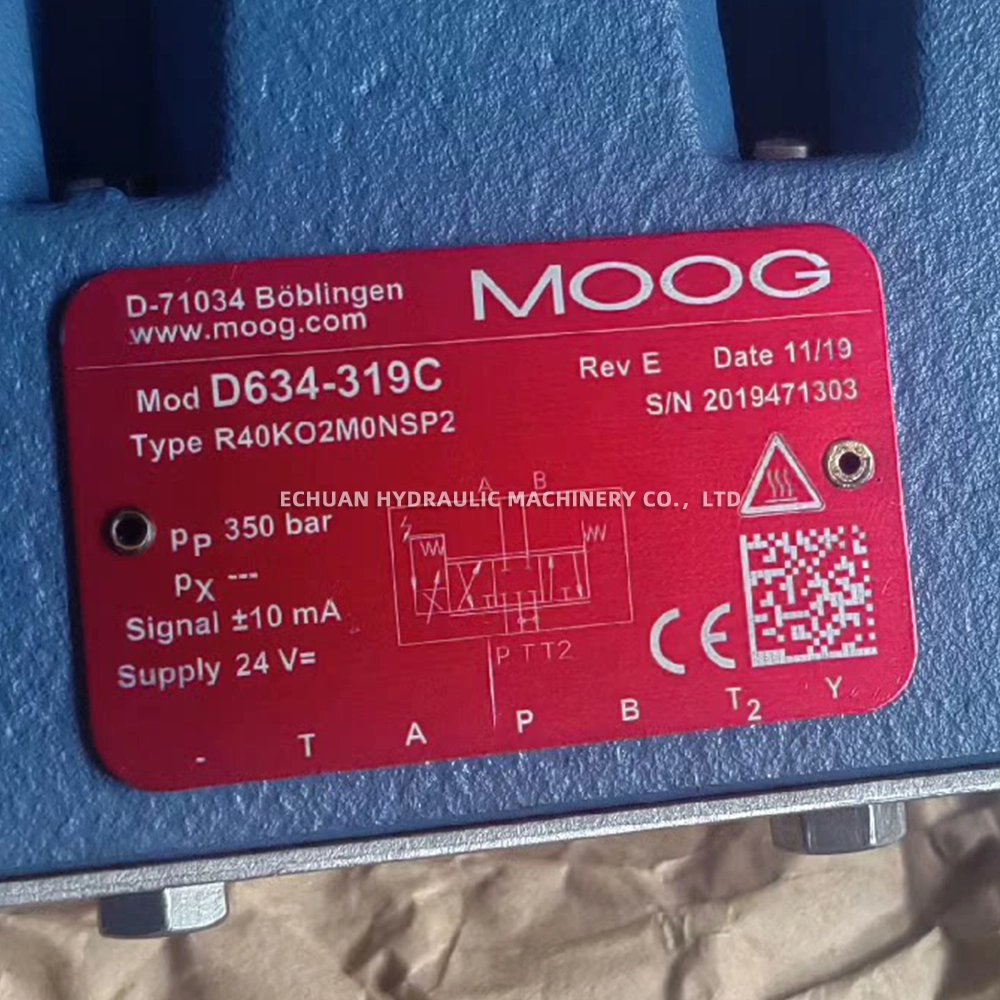 D-71034 Böblingen
www.moog.com
MOOG
Mod D634-319C
Rev E Date 11/19
Type R40KO2M0NSP2
S/N 2019471303
A B
ECHUAN HYDRAULIC MACHINERY CO., LTD
pP 350 bar
pX ---
Signal ±10 mA
Supply 24 V=
P T T2
CE
- T A P B T2 Y